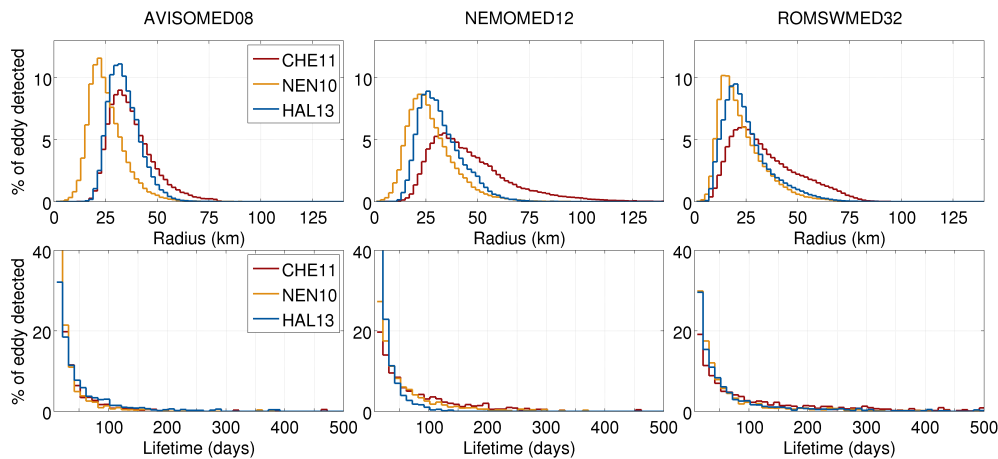 AVISOMED08 NEMOMED12 ROMSWMED32
% of eddy detected
10
5
0
CHE11
NEN10
HAL13
0 25 50 75 100 125
Radius (km)
10
5
0
0 25 50 75 100 125
Radius (km)
10
5
0
0 25 50 75 100 125
Radius (km)
% of eddy detected
40
20
0
CHE11
NEN10
HAL13
100 200 300 400 500
Lifetime (days)
40
20
0
100 200 300 400 500
Lifetime (days)
40
20
0
100 200 300 400 500
Lifetime (days)